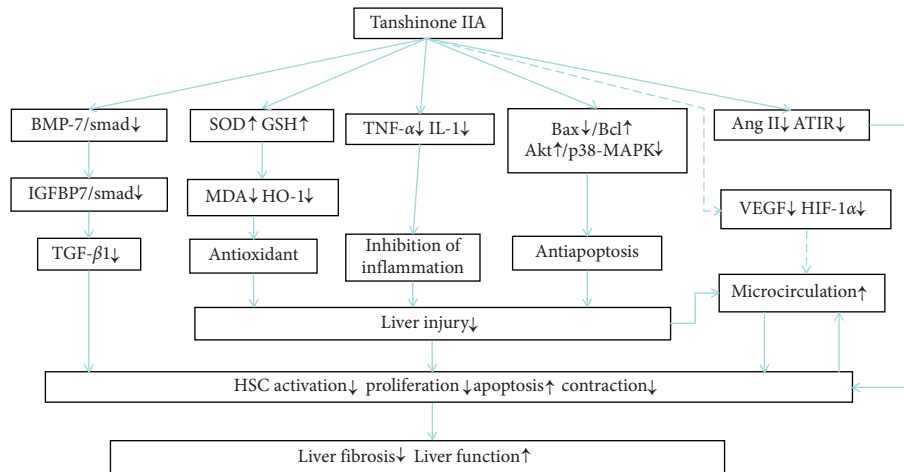 Tanshinone IIA
BMP-7/smad↓
SOD↑ GSH↑
TNF-α↓ IL-1↓
Bax↓/Bcl↑
Akt↑/p38-MAPK↓
Ang II↓ ATIR↓
IGFBP7/smad↓
MDA↓ HO-1↓
VEGF↓ HIF-1α↓
TGF-β1↓
Antioxidant
Inhibition of
inflammation
Antiapoptosis
Microcirculation↑
Liver injury↓
HSC activation↓ proliferation ↓apoptosis↑ contraction↓
Liver fibrosis↓ Liver function↑